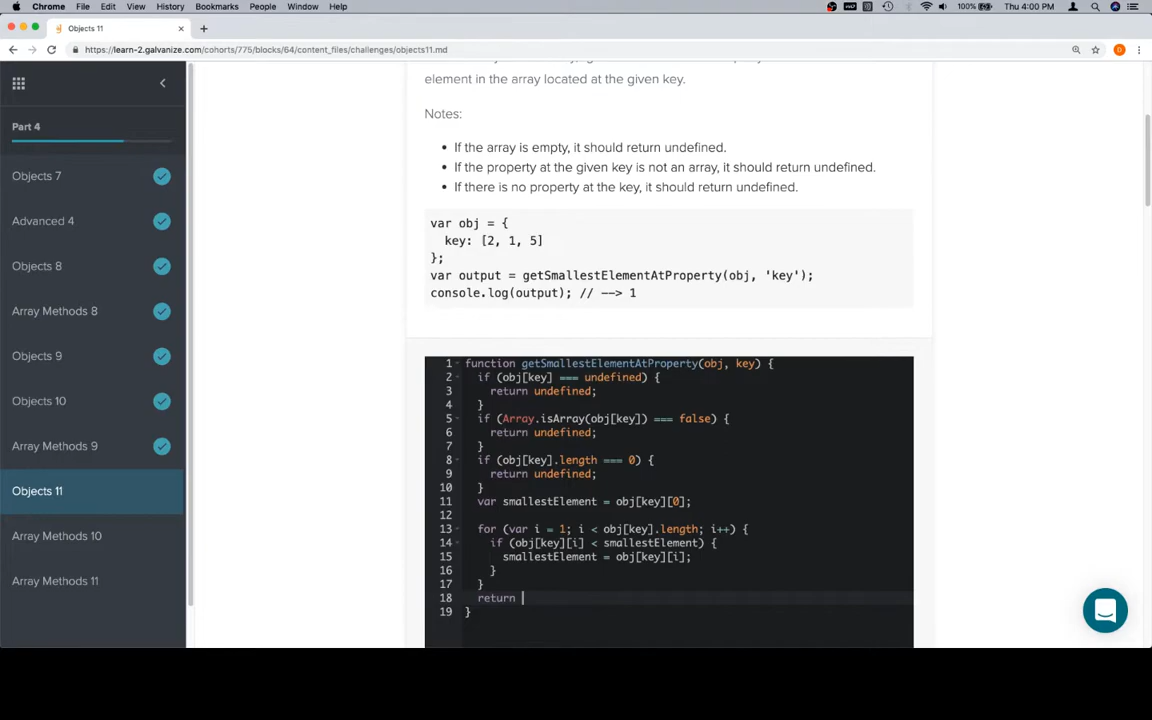 Chrome File Edit View History Bookmarks People Window Help 100% Thu 4:00 PM
Objects 11
https://learn-2.galvanize.com/cohorts/775/blocks/64/content_files/challenges/objects11.md
Part 4
Objects 7
Advanced 4
Objects 8
Array Methods 8
Objects 9
Objects 10
Array Methods 9
Objects 11
Array Methods 10
Array Methods 11
element in the array located at the given key.
Notes:
• If the array is empty, it should return undefined.
• If the property at the given key is not an array, it should return undefined.
• If there is no property at the key, it should return undefined.
var obj = {
  key: [2, 1, 5]
};
var output = getSmallestElementAtProperty(obj, 'key');
console.log(output); // --> 1
1 function getSmallestElementAtProperty(obj, key) {
2   if (obj[key] === undefined) {
3     return undefined;
4   }
5   if (Array.isArray(obj[key]) === false) {
6     return undefined;
7   }
8   if (obj[key].length === 0) {
9     return undefined;
10   }
11   var smallestElement = obj[key][0];
12
13   for (var i = 1; i < obj[key].length; i++) {
14     if (obj[key][i] < smallestElement) {
15       smallestElement = obj[key][i];
16     }
17   }
18   return
19 }